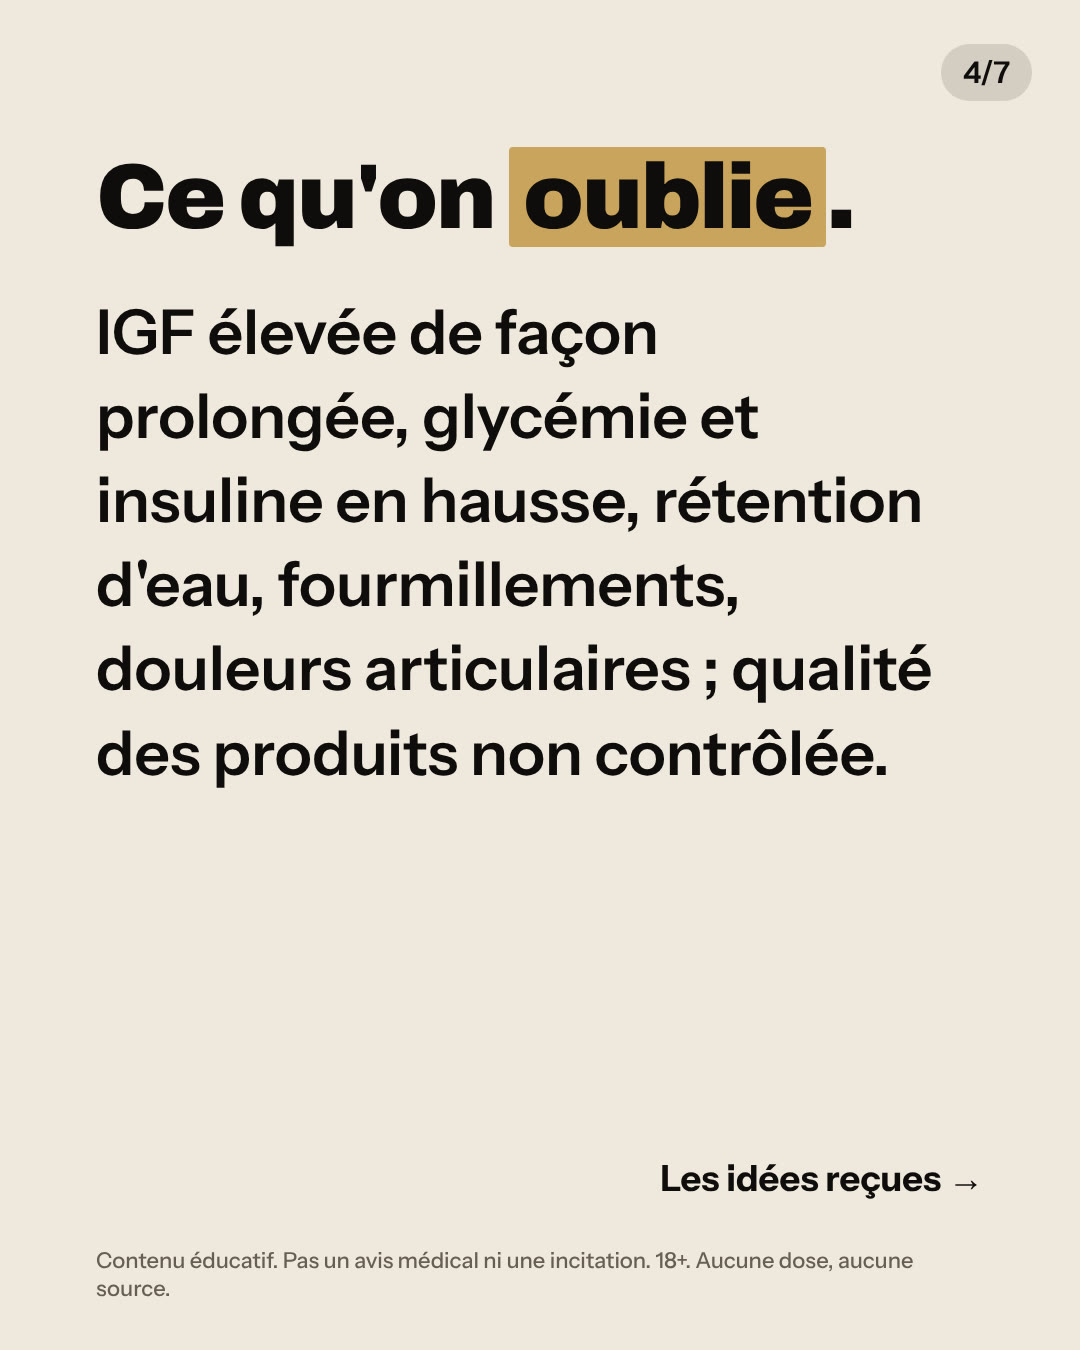 4/7
Ce qu'on oublie.
IGF élevée de façon
prolongée, glycémie et
insuline en hausse, rétention
d'eau, fourmillements,
douleurs articulaires ; qualité
des produits non contrôlée.
Les idées reçues →
Contenu éducatif. Pas un avis médical ni une incitation. 18+. Aucune dose, aucune
source.